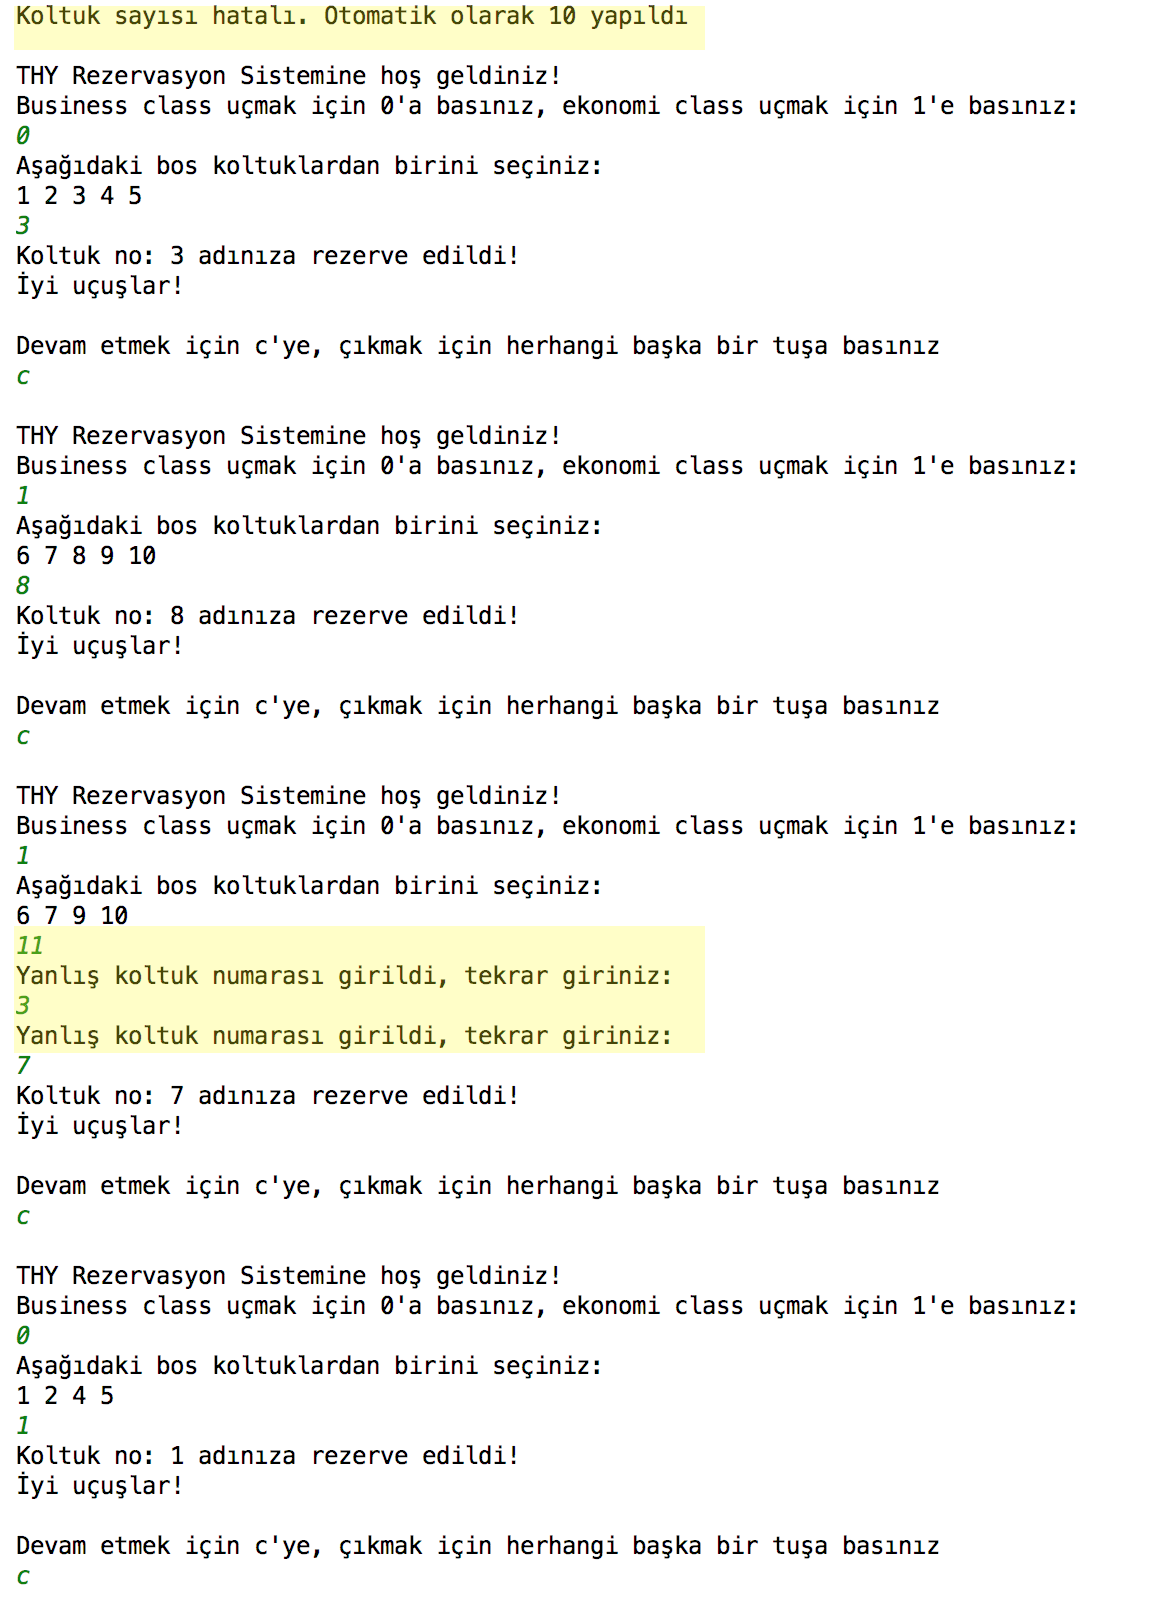 Koltuk sayısı hatalı. Otomatik olarak 10 yapıldı
THY Rezervasyon Sistemine hoş geldiniz!
Business class uçmak için 0'a basınız, ekonomi class uçmak için 1'e basınız:
0
Aşağıdaki bos koltuklardan birini seçiniz:
1 2 3 4 5
3
Koltuk no: 3 adınıza rezerve edildi!
İyi uçuşlar!
Devam etmek için c'ye, çıkmak için herhangi başka bir tuşa basınız
c
THY Rezervasyon Sistemine hoş geldiniz!
Business class uçmak için 0'a basınız, ekonomi class uçmak için 1'e basınız:
1
Aşağıdaki bos koltuklardan birini seçiniz:
6 7 8 9 10
8
Koltuk no: 8 adınıza rezerve edildi!
İyi uçuşlar!
Devam etmek için c'ye, çıkmak için herhangi başka bir tuşa basınız
c
THY Rezervasyon Sistemine hoş geldiniz!
Business class uçmak için 0'a basınız, ekonomi class uçmak için 1'e basınız:
1
Aşağıdaki bos koltuklardan birini seçiniz:
6 7 9 10
11
Yanlış koltuk numarası girildi, tekrar giriniz:
3
Yanlış koltuk numarası girildi, tekrar giriniz:
7
Koltuk no: 7 adınıza rezerve edildi!
İyi uçuşlar!
Devam etmek için c'ye, çıkmak için herhangi başka bir tuşa basınız
c
THY Rezervasyon Sistemine hoş geldiniz!
Business class uçmak için 0'a basınız, ekonomi class uçmak için 1'e basınız:
0
Aşağıdaki bos koltuklardan birini seçiniz:
1 2 4 5
1
Koltuk no: 1 adınıza rezerve edildi!
İyi uçuşlar!
Devam etmek için c'ye, çıkmak için herhangi başka bir tuşa basınız
c